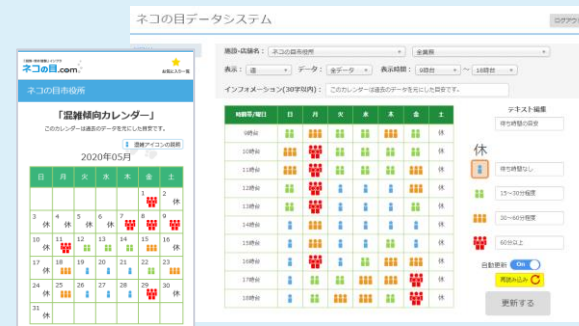 ネコの目データシステム
ログアウト
施設・店舗名： ネコの目市役所 全業務
表示： 週 データ： 全データ 表示時間： 9時台 ～ 18時台
インフォメーション(30字以内)： このカレンダーは過去のデータを元にした目安です。
時間帯/曜日 日 月 火 水 木 金 土
9時台 休
10時台 休
11時台 休
12時台 休
13時台 休
14時台 休
15時台 休
16時台 休
17時台 休
18時台 休
テキスト編集
待ち時間の目安
休
待ち時間なし
15～30分程度
30～60分程度
60分以上
自動更新 On
再読み込み
更新する
ネコの目.com
お気に入り一覧
ネコの目市役所
「混雑傾向カレンダー」
このカレンダーは過去のデータを元にした目安です。
混雑アイコンの説明
2020年05月
日 月 火 水 木 金 土
1 2 休
3 休 4 休 5 休 6 休 7 8 9
10 休 11 12 13 14 15 16 休
17 休 18 19 20 21 22 23
24 休 25 26 27 28 29 30 休
31 休